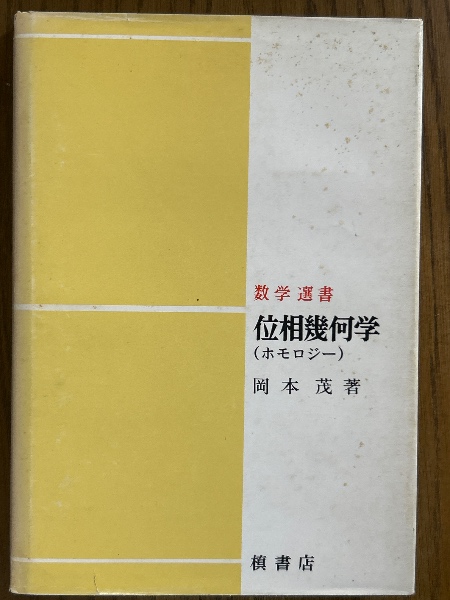 数学選書
位相幾何学
(ホモロジー)
岡本 茂著
槙書店